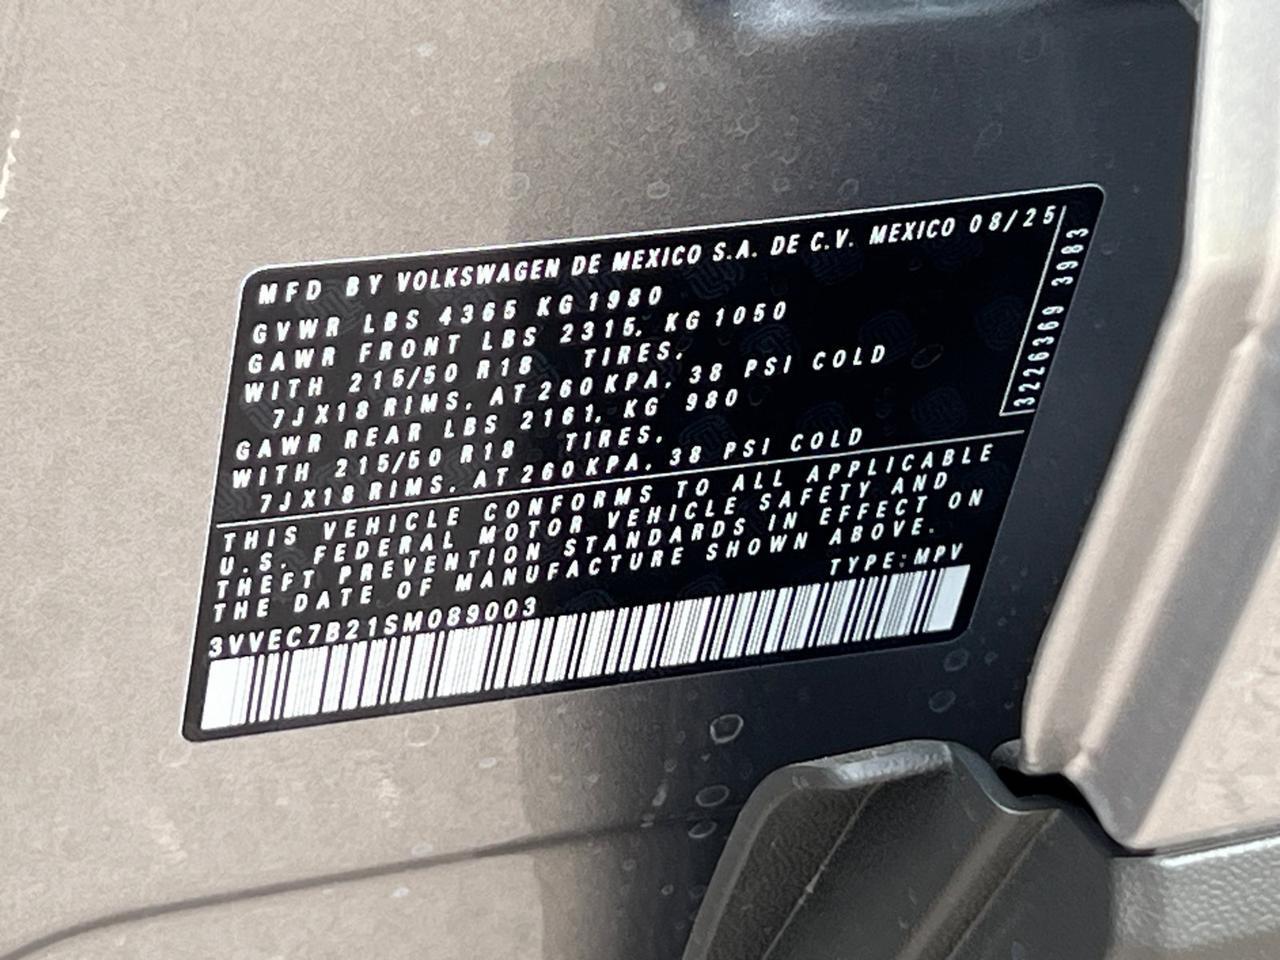 MFD BY VOLKSWAGEN DE MEXICO S.A. DE C.V. MEXICO 08/25
GVWR LBS 4365 KG 1980
GAWR FRONT LBS 2315, KG 1050
WITH 215/50 R18 TIRES,
7JX18 RIMS, AT 260 KPA, 38 PSI COLD
GAWR REAR LBS 2161, KG 980
WITH 215/50 R18 TIRES,
7JX18 RIMS, AT 260 KPA, 38 PSI COLD
3226369 3983
THIS VEHICLE CONFORMS TO ALL APPLICABLE
U.S. FEDERAL MOTOR VEHICLE SAFETY AND
THEFT PREVENTION STANDARDS IN EFFECT ON
THE DATE OF MANUFACTURE SHOWN ABOVE.
TYPE: MPV
3VVEC7B21SM089003